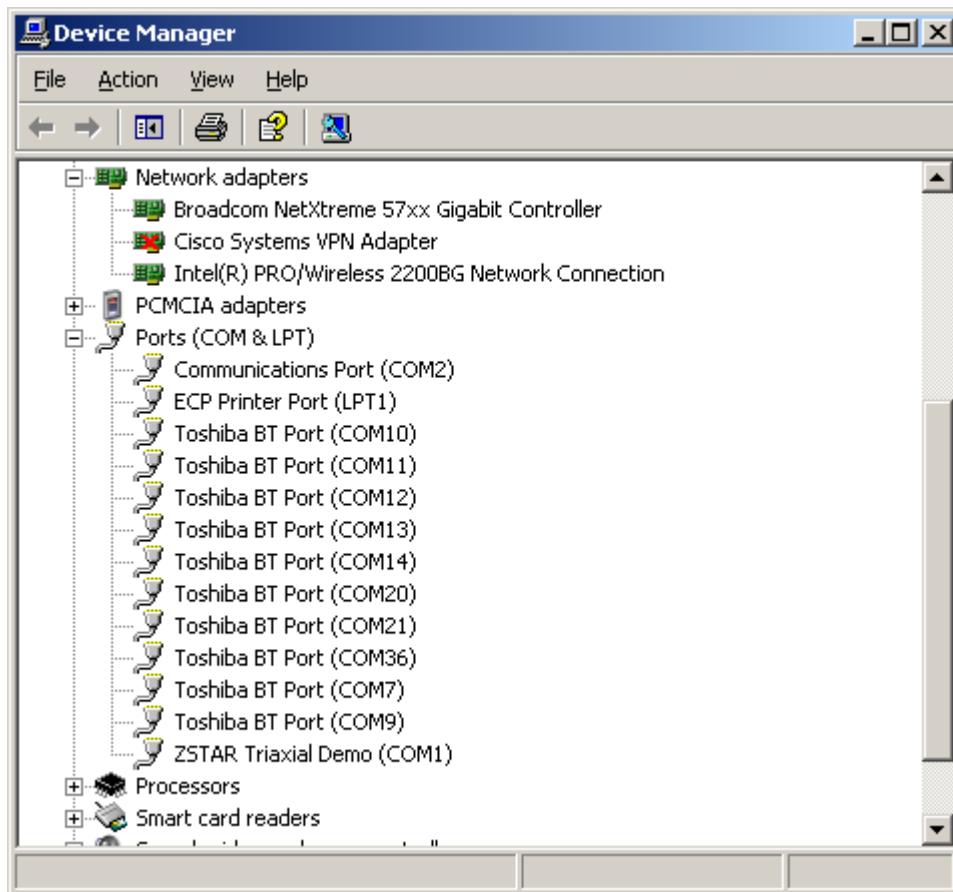 Device Manager
File Action View Help
Network adapters
Broadcom NetXtreme 57xx Gigabit Controller
Cisco Systems VPN Adapter
Intel(R) PRO/Wireless 2200BG Network Connection
PCMCIA adapters
Ports (COM & LPT)
Communications Port (COM2)
ECP Printer Port (LPT1)
Toshiba BT Port (COM10)
Toshiba BT Port (COM11)
Toshiba BT Port (COM12)
Toshiba BT Port (COM13)
Toshiba BT Port (COM14)
Toshiba BT Port (COM20)
Toshiba BT Port (COM21)
Toshiba BT Port (COM36)
Toshiba BT Port (COM7)
Toshiba BT Port (COM9)
ZSTAR Triaxial Demo (COM1)
Processors
Smart card readers